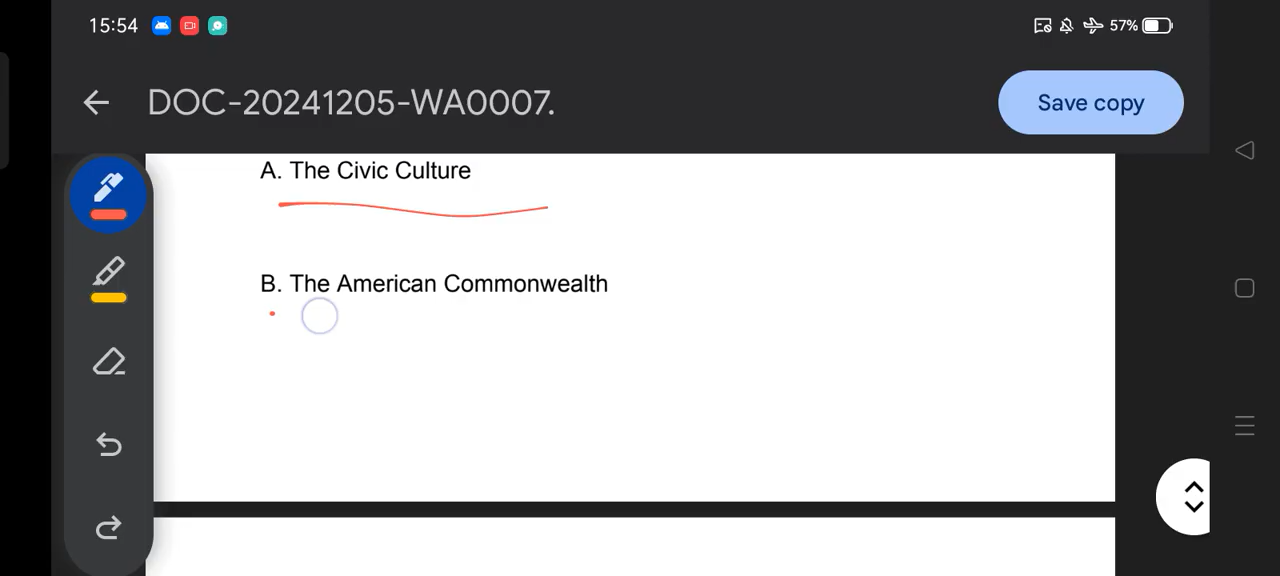 15:54 57%
DOC-20241205-WA0007.
Save copy
A. The Civic Culture
B. The American Commonwealth